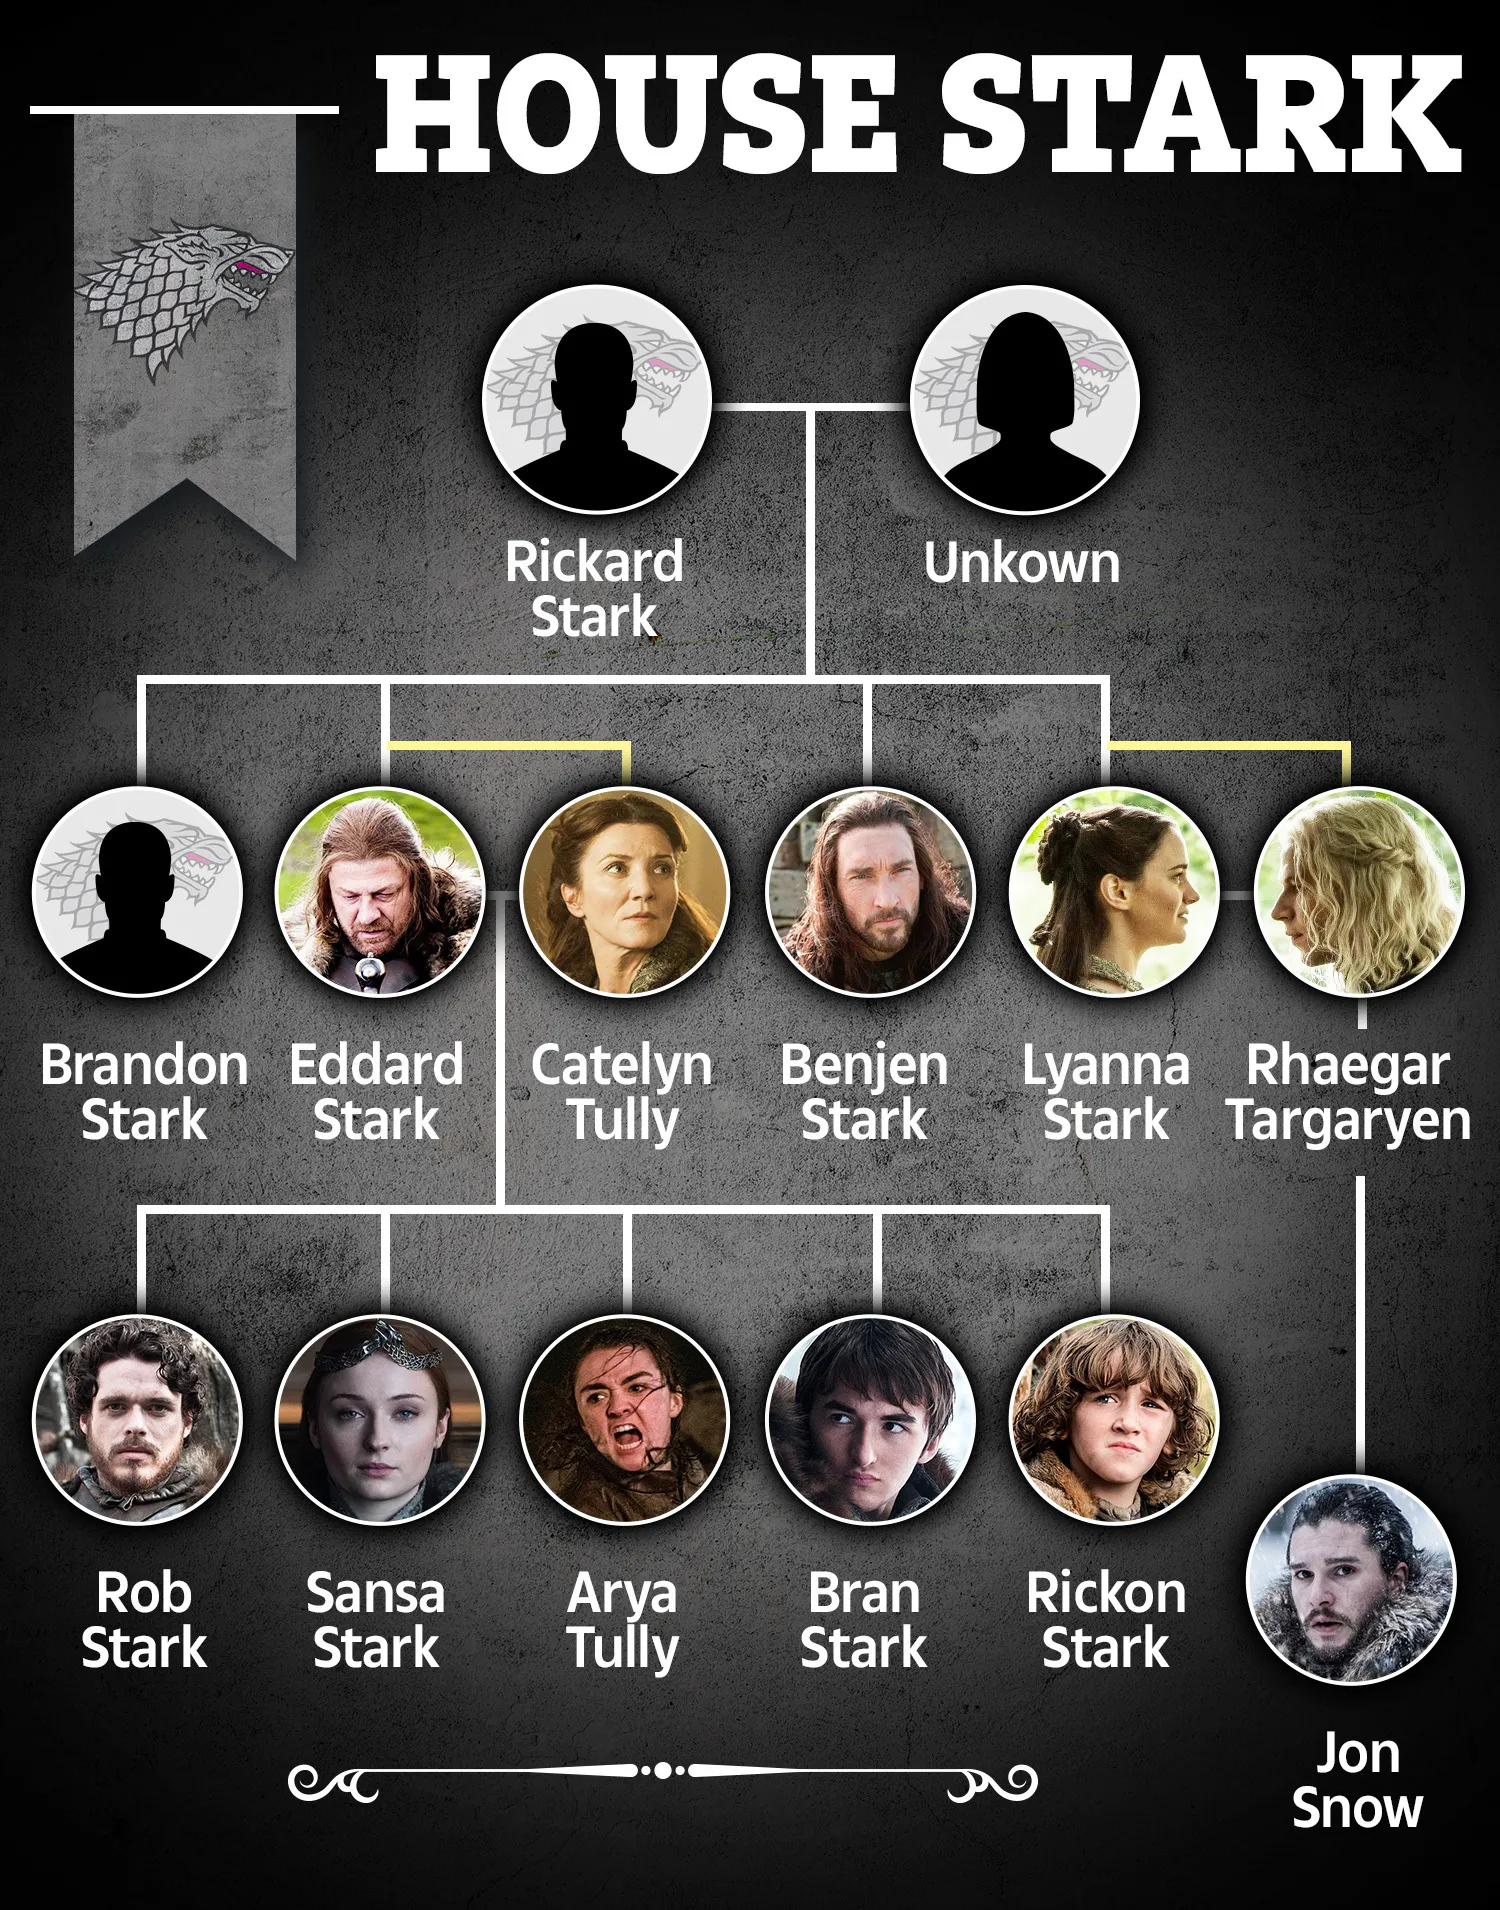 HOUSE STARK
Rickard
Stark
Unkown
Brandon
Stark
Eddard
Stark
Catelyn
Tully
Benjen
Stark
Lyanna
Stark
Rhaegar
Targaryen
Rob
Stark
Sansa
Stark
Arya
Tully
Bran
Stark
Rickon
Stark
Jon
Snow